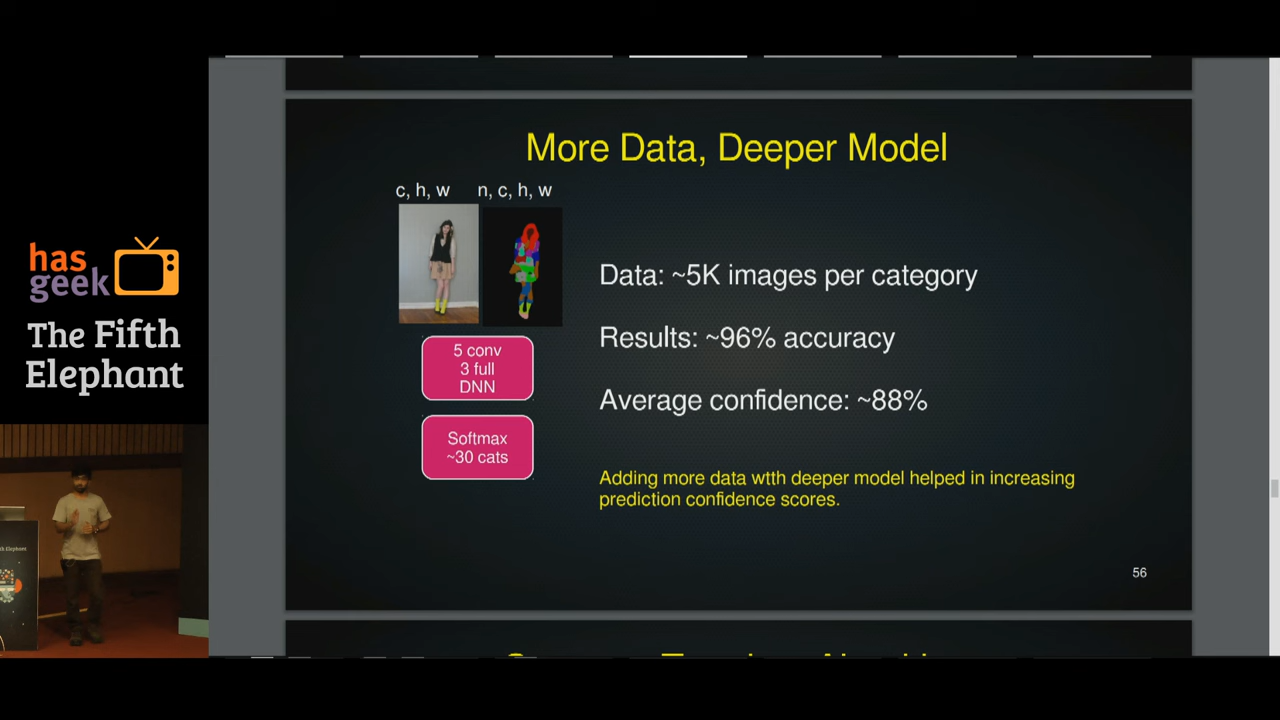 has
geek
The Fifth
Elephant
More Data, Deeper Model
c, h, w n, c, h, w
5 conv
3 full
DNN
Softmax
~30 cats
Data: ~5K images per category
Results: ~96% accuracy
Average confidence: ~88%
Adding more data wtth deeper model helped in increasing
prediction confidence scores.
56